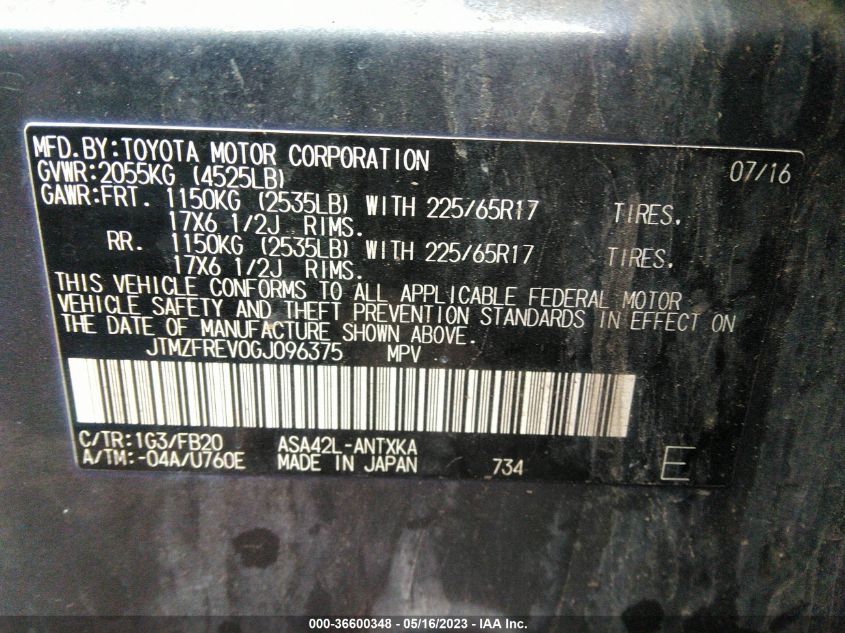 MFD.BY:TOYOTA MOTOR CORPORATION 07/16
GVWR:2055KG (4525LB)
GAWR:FRT. 1150KG (2535LB) WITH 225/65R17 TIRES.
17X6 1/2J RIMS.
RR. 1150KG (2535LB) WITH 225/65R17 TIRES.
17X6 1/2J RIMS.
THIS VEHICLE CONFORMS TO ALL APPLICABLE FEDERAL MOTOR
VEHICLE SAFETY AND THEFT PREVENTION STANDARDS IN EFFECT ON
THE DATE OF MANUFACTURE SHOWN ABOVE.
JTMZFREV0GJ096375 MPV
C/TR:1G3/FB20 ASA42L-ANTXKA
A/TM:-04A/U760E MADE IN JAPAN 734 E
000-36600348 - 05/16/2023 - IAA Inc.